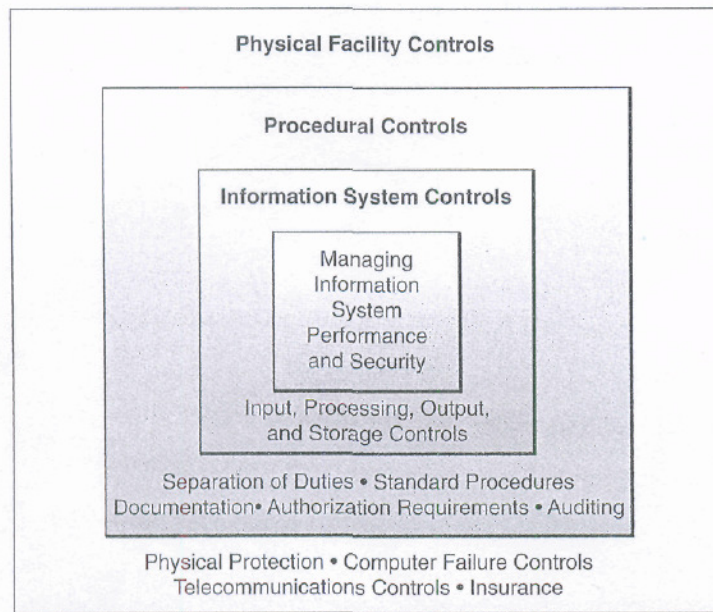 Physical Facility Controls
Procedural Controls
Information System Controls
Managing
Information
System
Performance
and Security
Input, Processing, Output,
and Storage Controls
Separation of Duties • Standard Procedures
Documentation• Authorization Requirements • Auditing
Physical Protection • Computer Failure Controls
Telecommunications Controls • Insurance